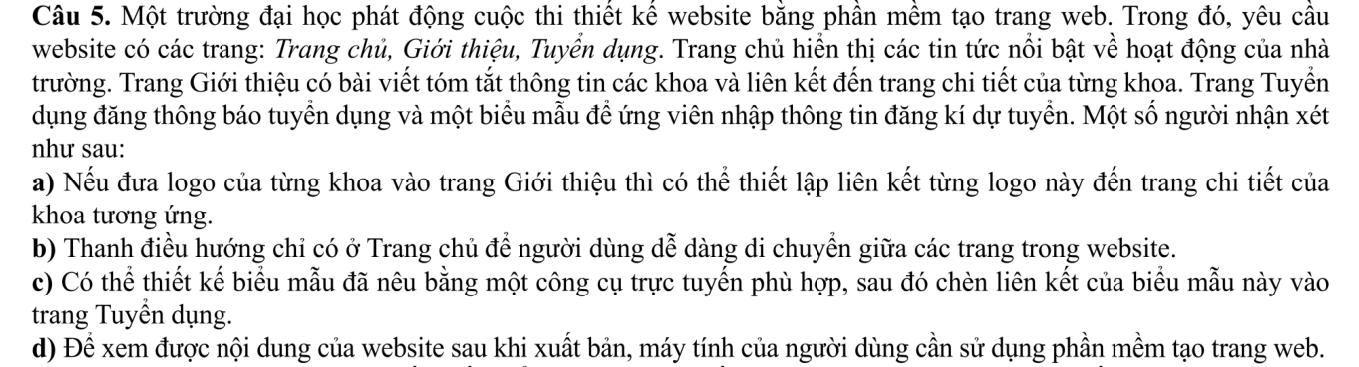 Câu 5. Một trường đại học phát động cuộc thi thiết kế website bằng phần mềm tạo trang web. Trong đó, yêu cầu
website có các trang: Trang chủ, Giới thiệu, Tuyển dụng. Trang chủ hiển thị các tin tức nổi bật về hoạt động của nhà
trường. Trang Giới thiệu có bài viết tóm tắt thông tin các khoa và liên kết đến trang chi tiết của từng khoa. Trang Tuyển
dụng đăng thông báo tuyển dụng và một biểu mẫu để ứng viên nhập thông tin đăng kí dự tuyển. Một số người nhận xét
như sau:
a) Nếu đưa logo của từng khoa vào trang Giới thiệu thì có thể thiết lập liên kết từng logo này đến trang chi tiết của
khoa tương ứng.
b) Thanh điều hướng chỉ có ở Trang chủ để người dùng dễ dàng di chuyển giữa các trang trong website.
c) Có thể thiết kế biểu mẫu đã nêu bằng một công cụ trực tuyến phù hợp, sau đó chèn liên kết của biểu mẫu này vào
trang Tuyển dụng.
d) Để xem được nội dung của website sau khi xuất bản, máy tính của người dùng cần sử dụng phần mềm tạo trang web.